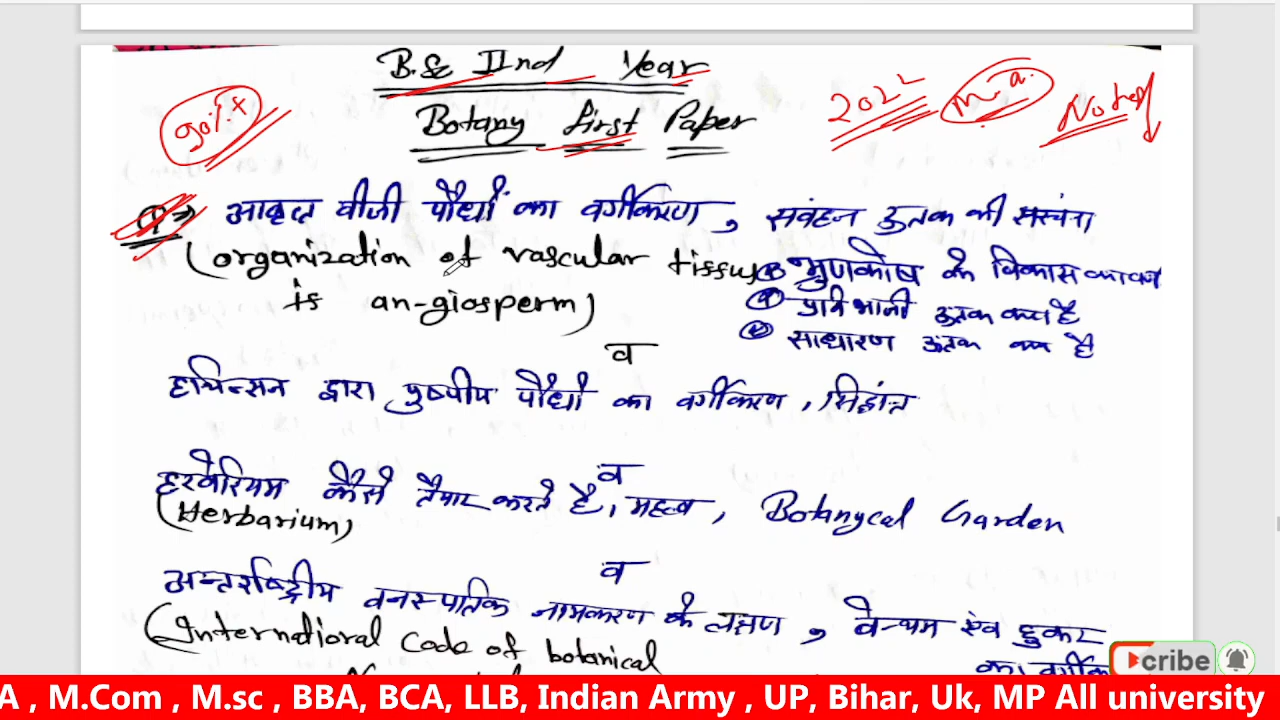 B.Sc IInd Year
90%
2022
Botany first Paper
Notes
Q → आवृत बीजी पौधों का वर्गीकरण, संवहन ऊतक की संरचना
(organization of vascular tissue
भ्रुणकोष के विकास का
is an-giosperm)
प्रविभाजी ऊतक क्या है
साधारण ऊतक क्या है
व
हचिन्सन द्वारा पुष्पीय पौधों का वर्गीकरण, सिद्धांत
व
हरबेरियम कैसे तैयार करते है, महत्व, Botanycal Garden
(Herbarium)
व
अन्तर्राष्ट्रीय वनस्पतिक नामकरण के लक्षण, बेन्थम एंव हुकर
(International code of botanical
का वर्गीक
cribe
A , M.Com , M.sc , BBA, BCA, LLB, Indian Army , UP, Bihar, Uk, MP All university